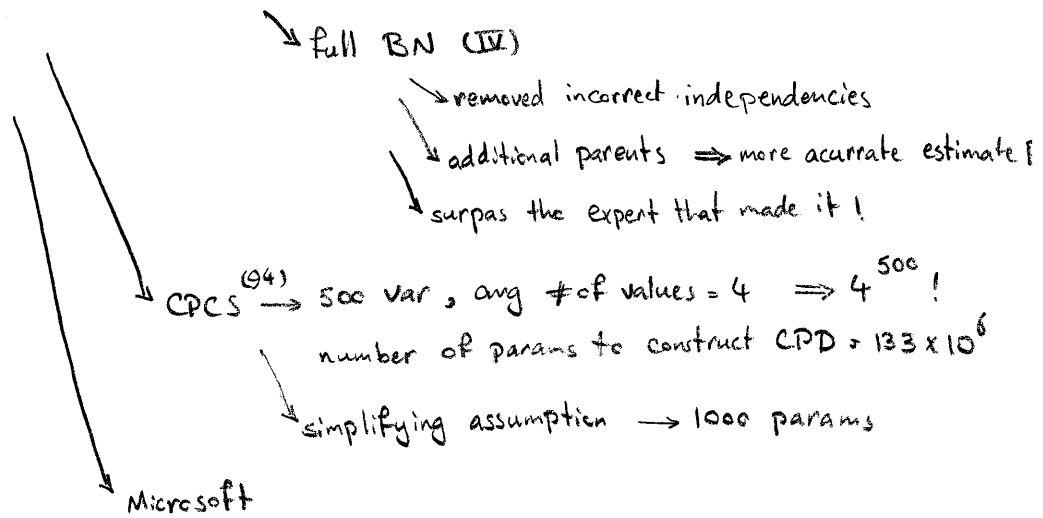 ↘ full BN (IV)
↘ removed incorrect independencies
↘ additional parents ⇒ more acurrate estimate !
↘ surpas the expert that made it !
↘ CPCS (94) → 500 var, avg # of values = 4 ⇒ 4^500 !
number of params to construct CPD = 133 x 10^6
↘ simplifying assumption → 1000 params
↘ Microsoft